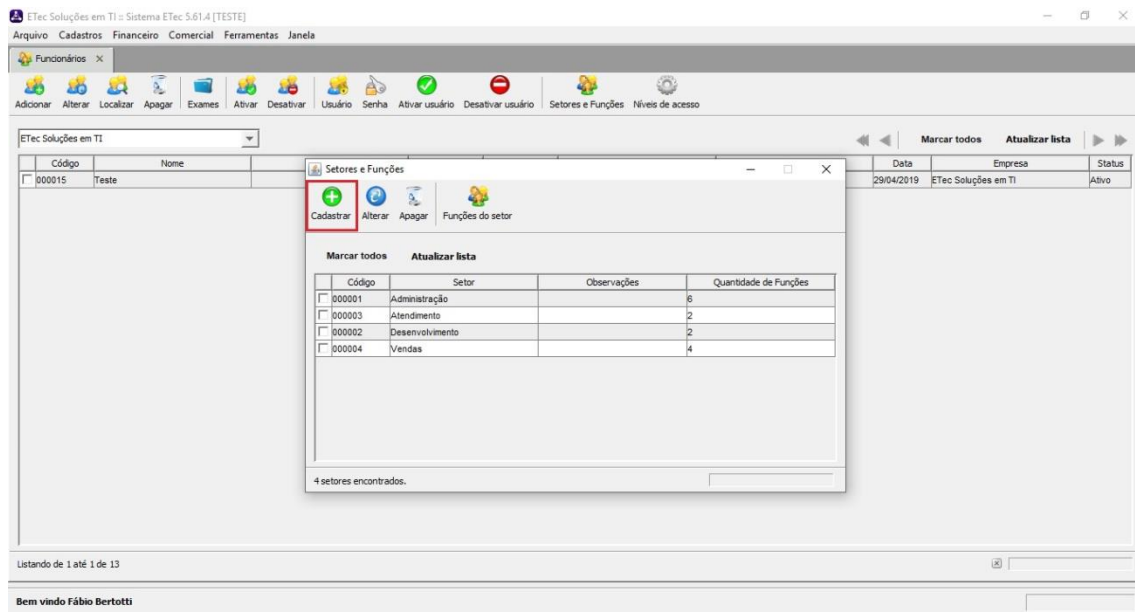 ETec Soluções em TI :: Sistema ETec 5.61.4 [TESTE]
Arquivo Cadastros Financeiro Comercial Ferramentas Janela
Funcionários
Adicionar Alterar Localizar Apagar Exames Ativar Desativar Usuário Senha Ativar usuário Desativar usuário Setores e Funções Níveis de acesso
ETec Soluções em TI Marcar todos Atualizar lista
Código Nome Data Empresa Status
000015 Teste 29/04/2019 ETec Soluções em TI Ativo
Setores e Funções
Cadastrar Alterar Apagar Funções do setor
Marcar todos Atualizar lista
Código Setor Observações Quantidade de Funções
000001 Administração 6
000003 Atendimento 2
000002 Desenvolvimento 2
000004 Vendas 4
4 setores encontrados.
Listando de 1 até 1 de 13
Bem vindo Fábio Bertotti